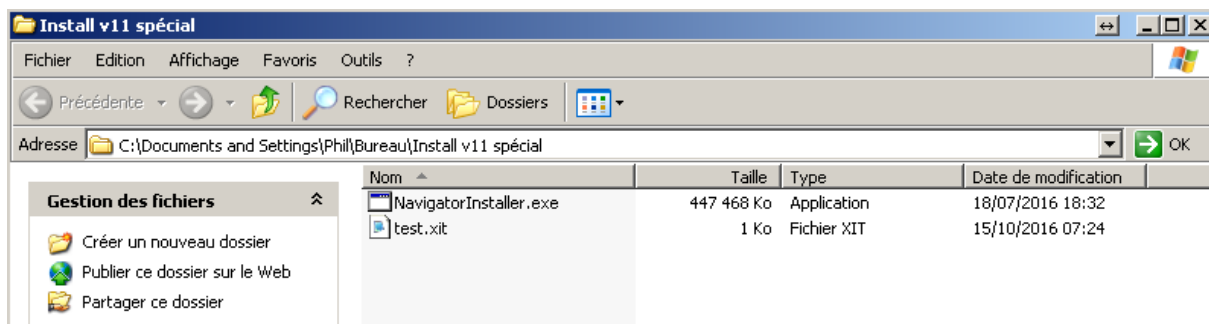 Install v11 spécial
Fichier Edition Affichage Favoris Outils ?
Précédente Rechercher Dossiers
Adresse C:\Documents and Settings\Phil\Bureau\Install v11 spécial OK
Nom Taille Type Date de modification
Gestion des fichiers
NavigatorInstaller.exe 447 468 Ko Application 18/07/2016 18:32
test.xit 1 Ko Fichier XIT 15/10/2016 07:24
Créer un nouveau dossier
Publier ce dossier sur le Web
Partager ce dossier